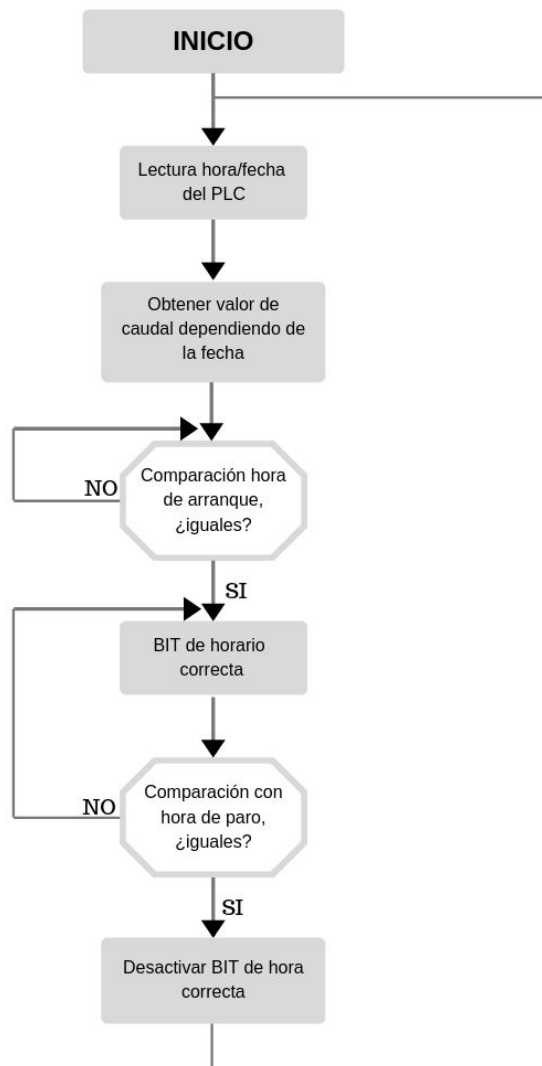 INICIO
Lectura hora/fecha
del PLC
Obtener valor de
caudal dependiendo de
la fecha
Comparación hora
de arranque,
¿iguales?
NO
SI
BIT de horario
correcta
Comparación con
hora de paro,
¿iguales?
NO
SI
Desactivar BIT de hora
correcta